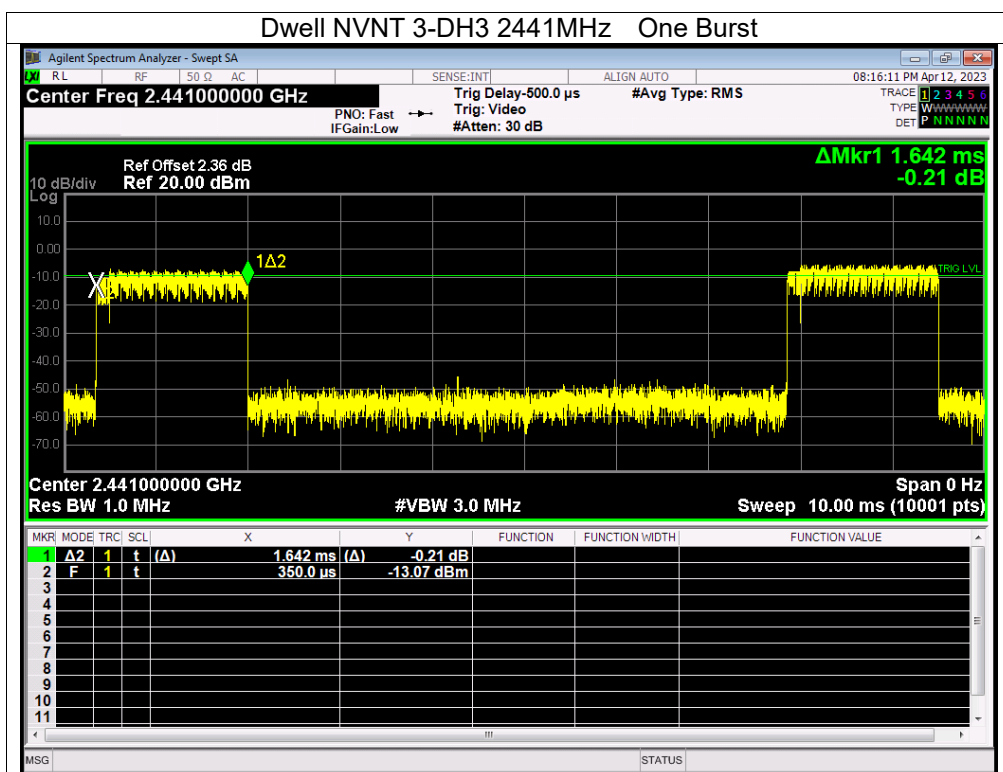 Dwell NVNT 3-DH3 2441MHz One Burst
Agilent Spectrum Analyzer - Swept SA
LXI RL RF 50 Ω AC SENSE:INT ALIGN AUTO 08:16:11 PM Apr 12, 2023
Center Freq 2.441000000 GHz Trig Delay-500.0 µs #Avg Type: RMS TRACE 1 2 3 4 5 6
PNO: Fast Trig: Video TYPE WWWWWW
IFGain:Low #Atten: 30 dB DET P N N N N N
ΔMkr1 1.642 ms
Ref Offset 2.36 dB
10 dB/div Ref 20.00 dBm -0.21 dB
Log
10.0
0.00
1Δ2
-10.0 TRIG LVL
-20.0
-30.0
-40.0
-50.0
-60.0
-70.0
Center 2.441000000 GHz Span 0 Hz
Res BW 1.0 MHz #VBW 3.0 MHz Sweep 10.00 ms (10001 pts)
MKR MODE TRC SCL X Y FUNCTION FUNCTION WIDTH FUNCTION VALUE
1 Δ2 1 t (Δ) 1.642 ms (Δ) -0.21 dB
2 F 1 t 350.0 µs -13.07 dBm
3
4
5
6
7
8
9
10
11
MSG STATUS